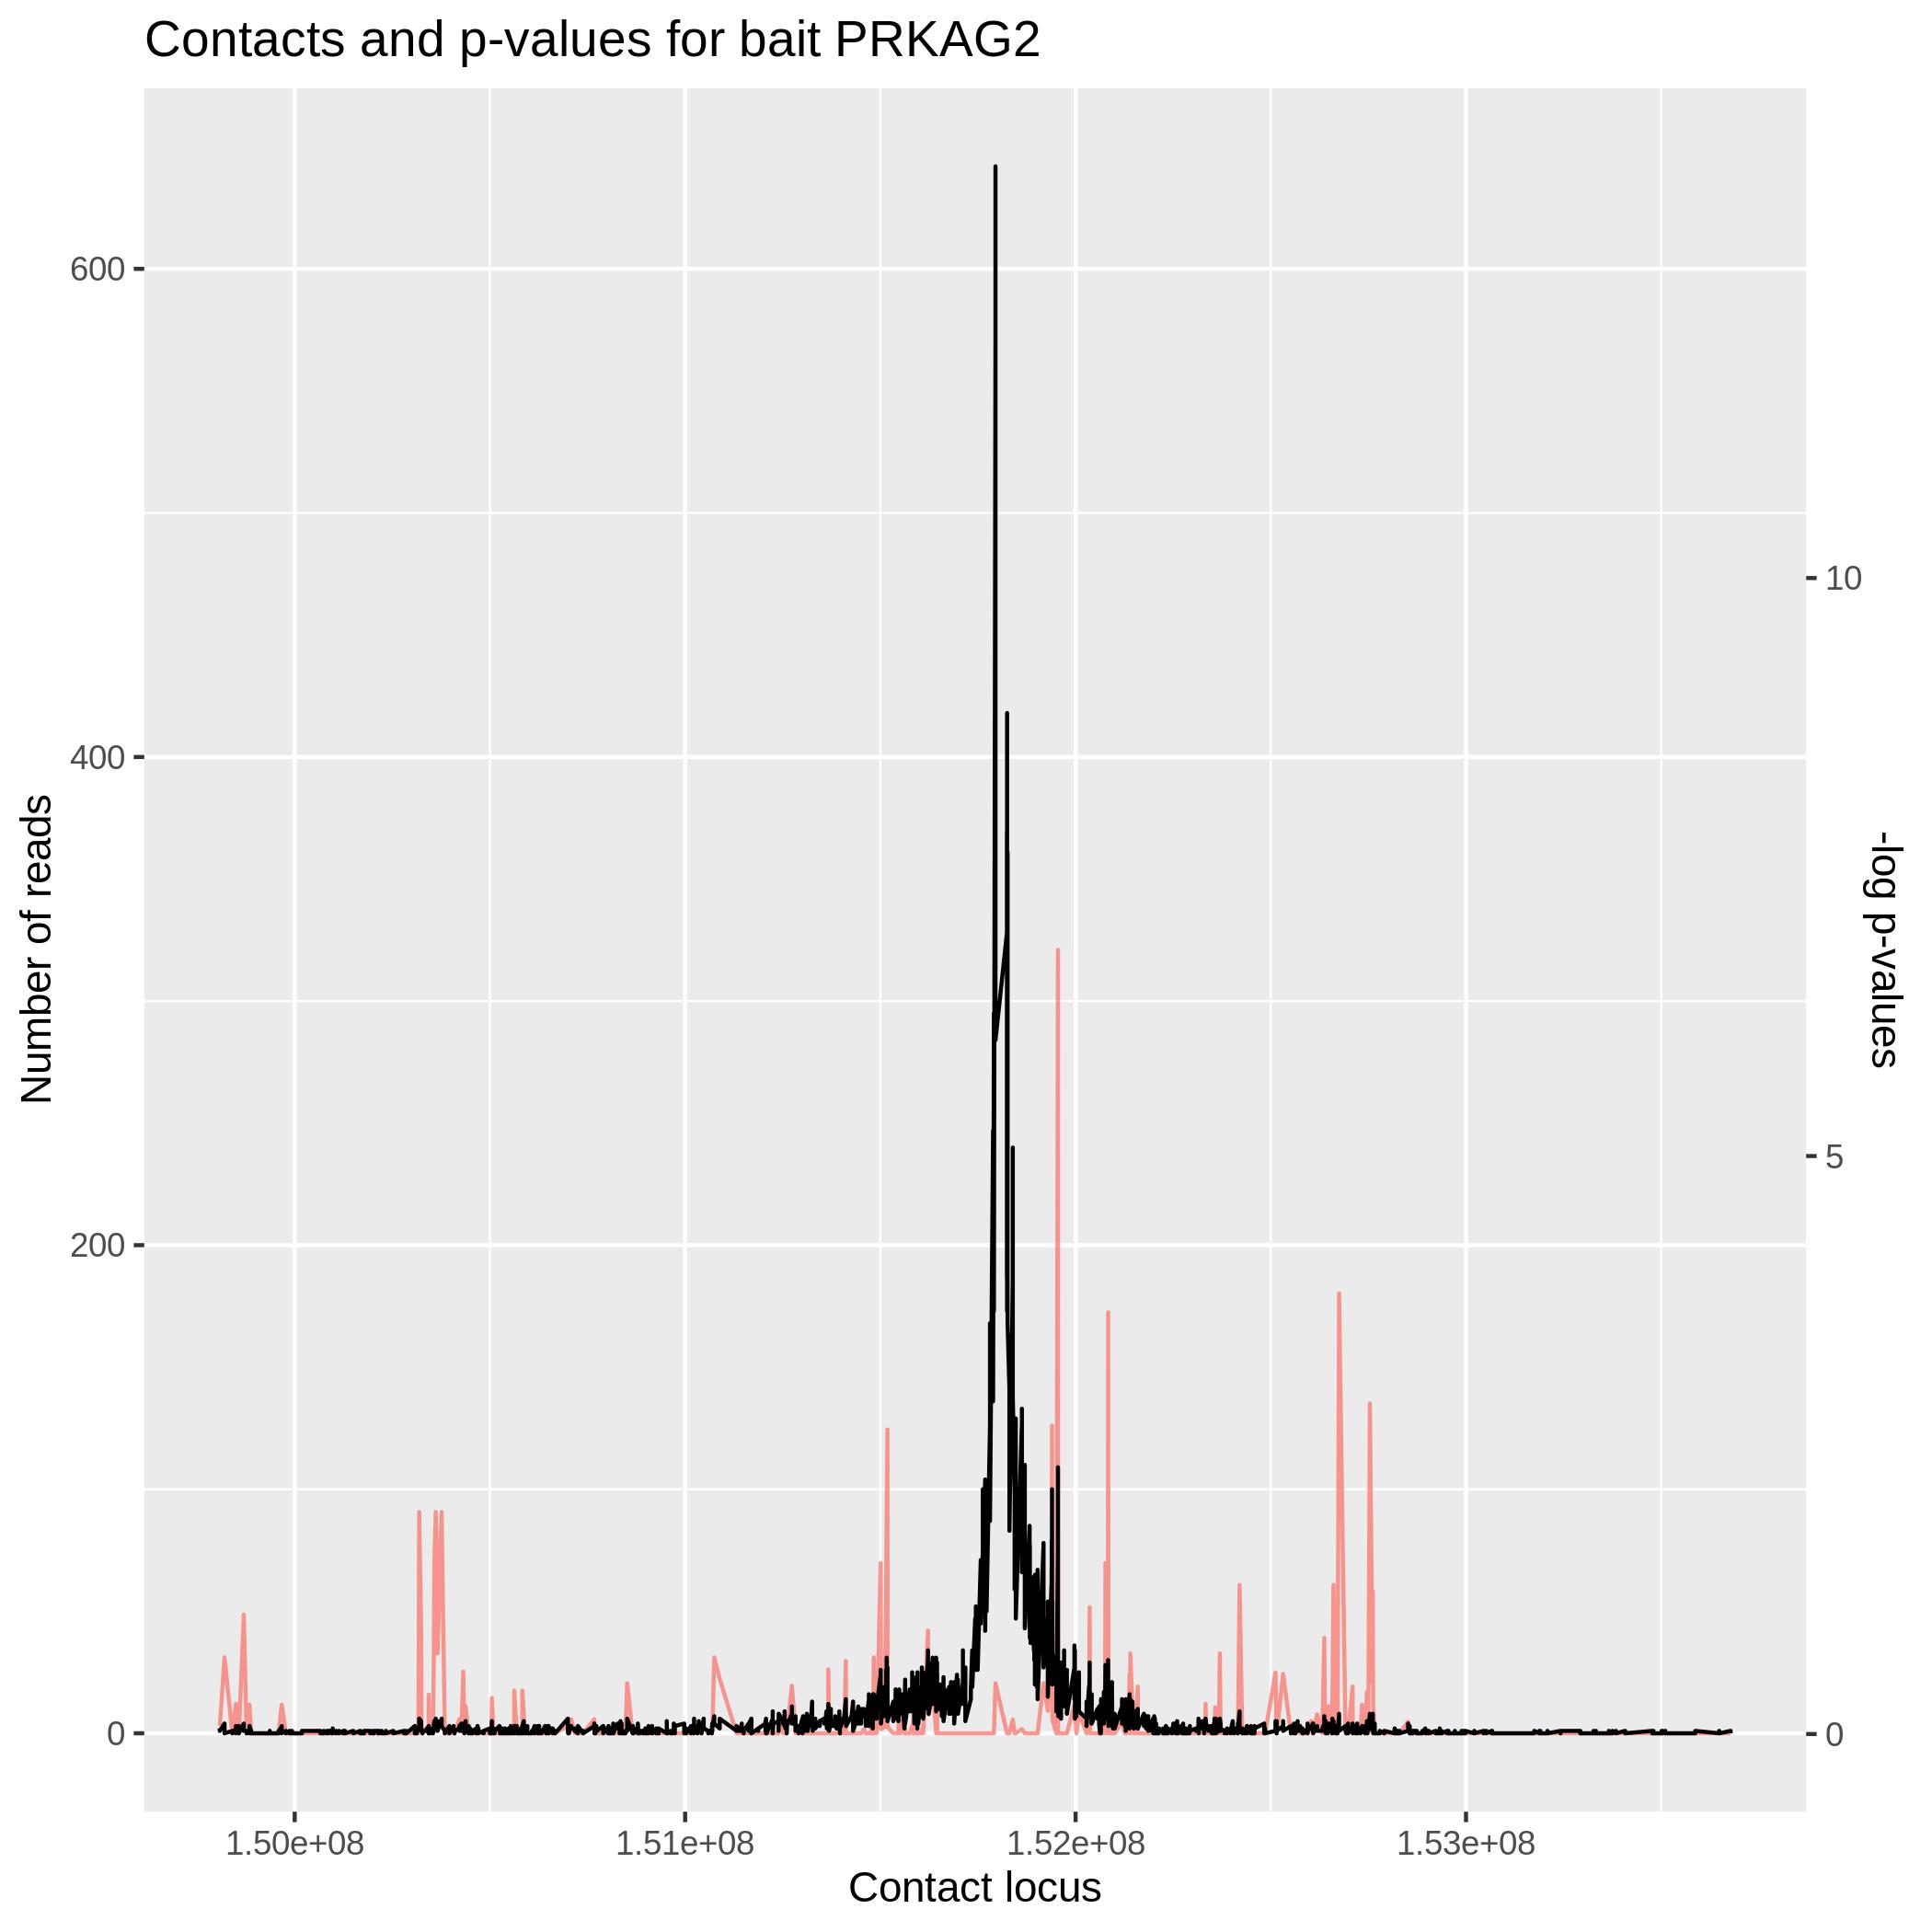 Contacts and p-values for bait PRKAG2
600
400
200
0
Number of reads
10
5
0
-log p-values
1.50e+08
1.51e+08
1.52e+08
1.53e+08
Contact locus